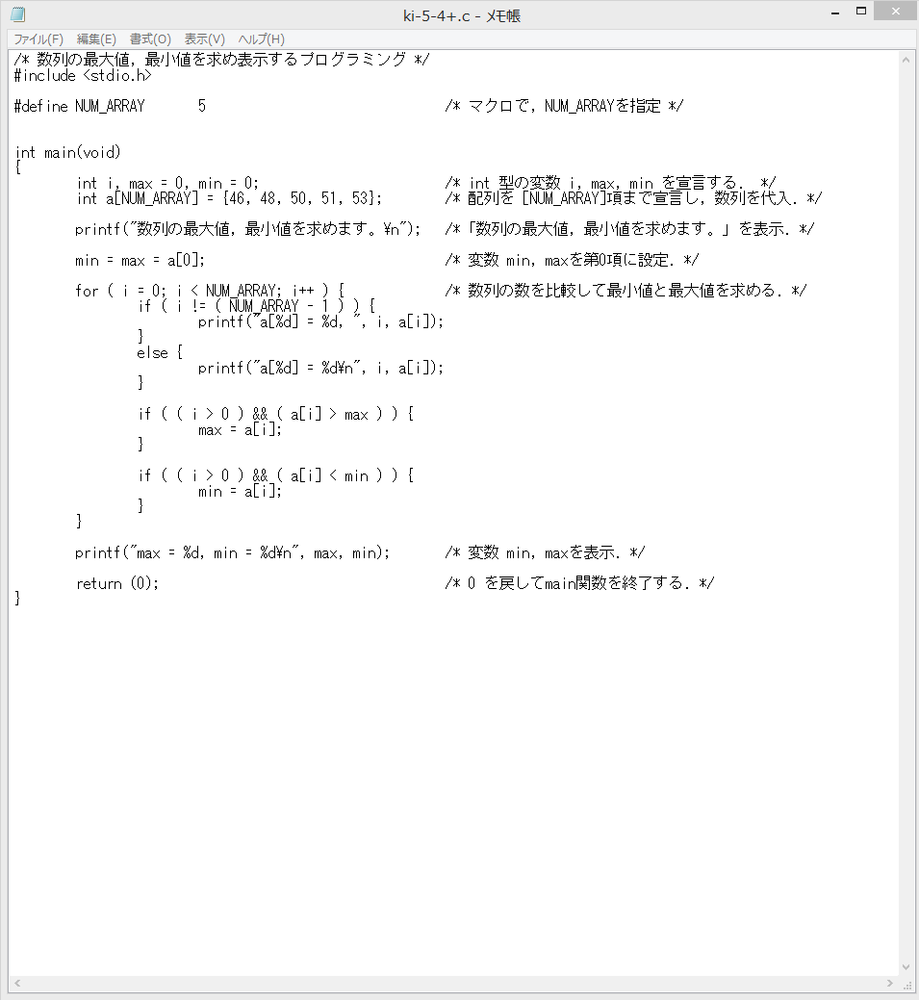 ki-5-4+.c - メモ帳
ファイル(F) 編集(E) 書式(O) 表示(V) ヘルプ(H)
/* 数列の最大値，最小値を求め表示するプログラミング */
#include <stdio.h>
#define NUM_ARRAY 5 /* マクロで，NUM_ARRAYを指定 */
int main(void)
{
int i, max = 0, min = 0; /* int 型の変数 i, max, min を宣言する． */
int a[NUM_ARRAY] = {46, 48, 50, 51, 53}; /* 配列を [NUM_ARRAY]項まで宣言し，数列を代入．*/
printf("数列の最大値，最小値を求めます。¥n"); /*「数列の最大値，最小値を求めます。」を表示．*/
min = max = a[0]; /* 変数 min, maxを第0項に設定．*/
for ( i = 0; i < NUM_ARRAY; i++ ) { /* 数列の数を比較して最小値と最大値を求める．*/
if ( i != ( NUM_ARRAY - 1 ) ) {
printf("a[%d] = %d, ", i, a[i]);
}
else {
printf("a[%d] = %d¥n", i, a[i]);
}
if ( ( i > 0 ) && ( a[i] > max ) ) {
max = a[i];
}
if ( ( i > 0 ) && ( a[i] < min ) ) {
min = a[i];
}
}
printf("max = %d, min = %d¥n", max, min); /* 変数 min, maxを表示．*/
return (0); /* 0 を戻してmain関数を終了する．*/
}